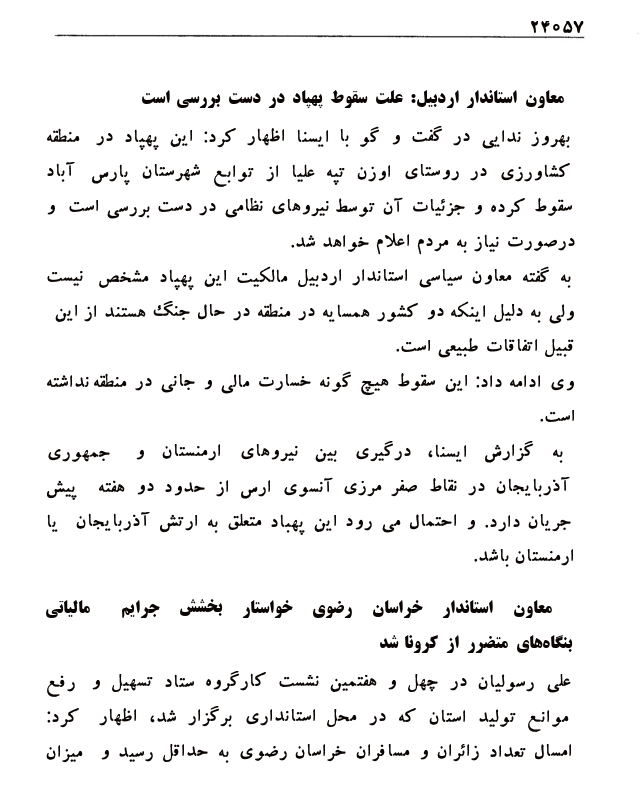 ۲۴۰۵۷
معاون استاندار اردبیل: علت سقوط پهپاد در دست بررسی است
بهروز ندایی در گفت و گو با ایسنا اظهار کرد: این پهپاد در منطقه
کشاورزی در روستای اوزن تپه علیا از توابع شهرستان پارس آباد
سقوط کرده و جزئیات آن توسط نیروهای نظامی در دست بررسی است و
درصورت نیاز به مردم اعلام خواهد شد.
به گفته معاون سیاسی استاندار اردبیل مالکیت این پهپاد مشخص نیست
ولی به دلیل اینکه دو کشور همسایه در منطقه در حال جنگ هستند از این
قبیل اتفاقات طبیعی است.
وی ادامه داد: این سقوط هیچ گونه خسارت مالی و جانی در منطقه نداشته
است.
به گزارش ایسنا، درگیری بین نیروهای ارمنستان و جمهوری
آذربایجان در نقاط صفر مرزی آنسوی ارس از حدود دو هفته پیش
جریان دارد. و احتمال می رود این پهباد متعلق به ارتش آذربایجان یا
ارمنستان باشد.
معاون استاندار خراسان رضوی خواستار بخشش جرایم مالیاتی
بنگاه‌های متضرر از کرونا شد
علی رسولیان در چهل و هفتمین نشست کارگروه ستاد تسهیل و رفع
موانع تولید استان که در محل استانداری برگزار شد، اظهار کرد:
امسال تعداد زائران و مسافران خراسان رضوی به حداقل رسید و میزان